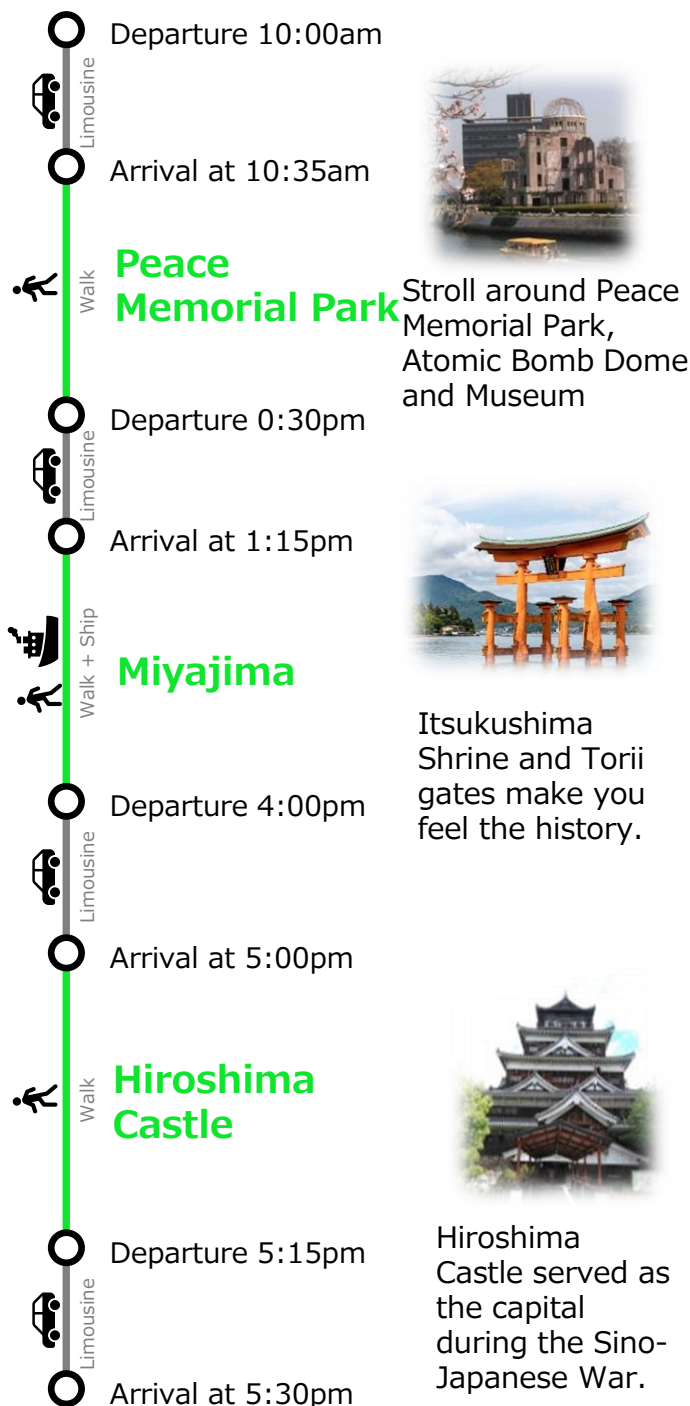 Departure 10:00am
Limousine
Arrival at 10:35am
Walk
Peace
Memorial Park
Stroll around Peace
Memorial Park,
Atomic Bomb Dome
and Museum
Departure 0:30pm
Limousine
Arrival at 1:15pm
Walk + Ship
Miyajima
Itsukushima
Shrine and Torii
gates make you
feel the history.
Departure 4:00pm
Limousine
Arrival at 5:00pm
Walk
Hiroshima
Castle
Hiroshima
Castle served as
the capital
during the Sino-
Japanese War.
Departure 5:15pm
Limousine
Arrival at 5:30pm